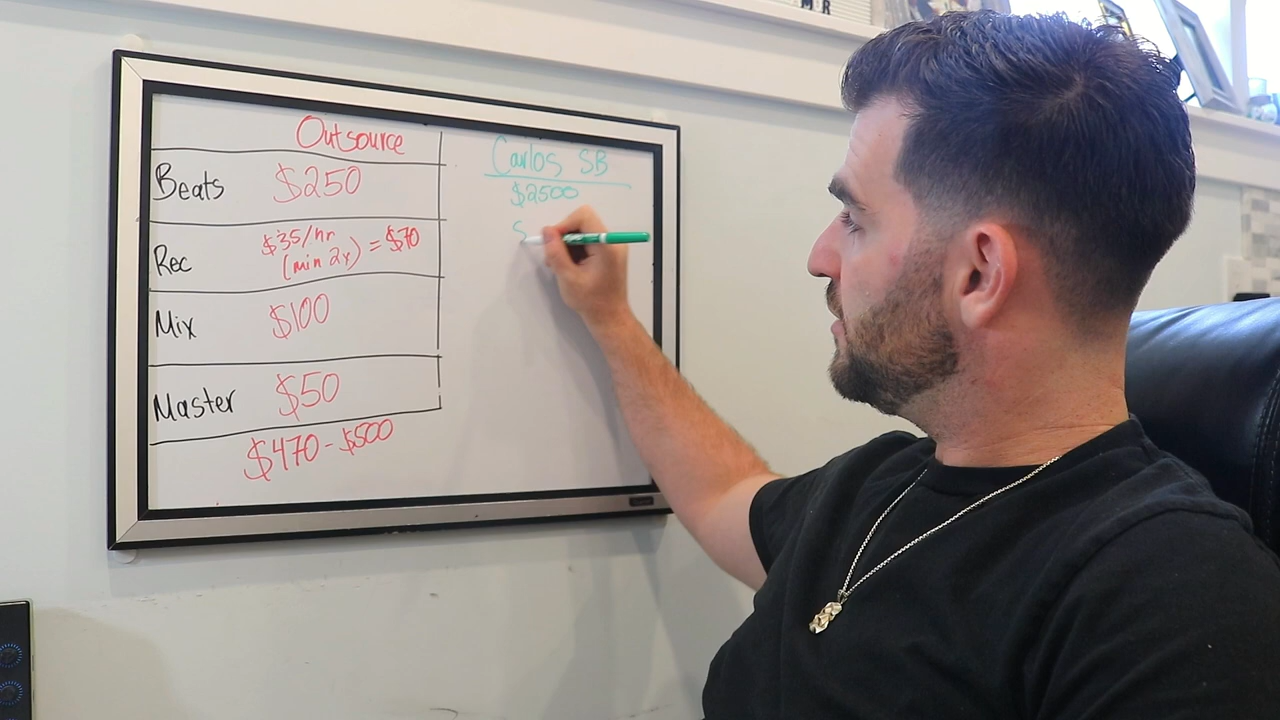 Outsource
Beats $250
Rec $35/hr (min 2x) = $70
Mix $100
Master $50
$470 - $500
Carlos SB
$2500
S